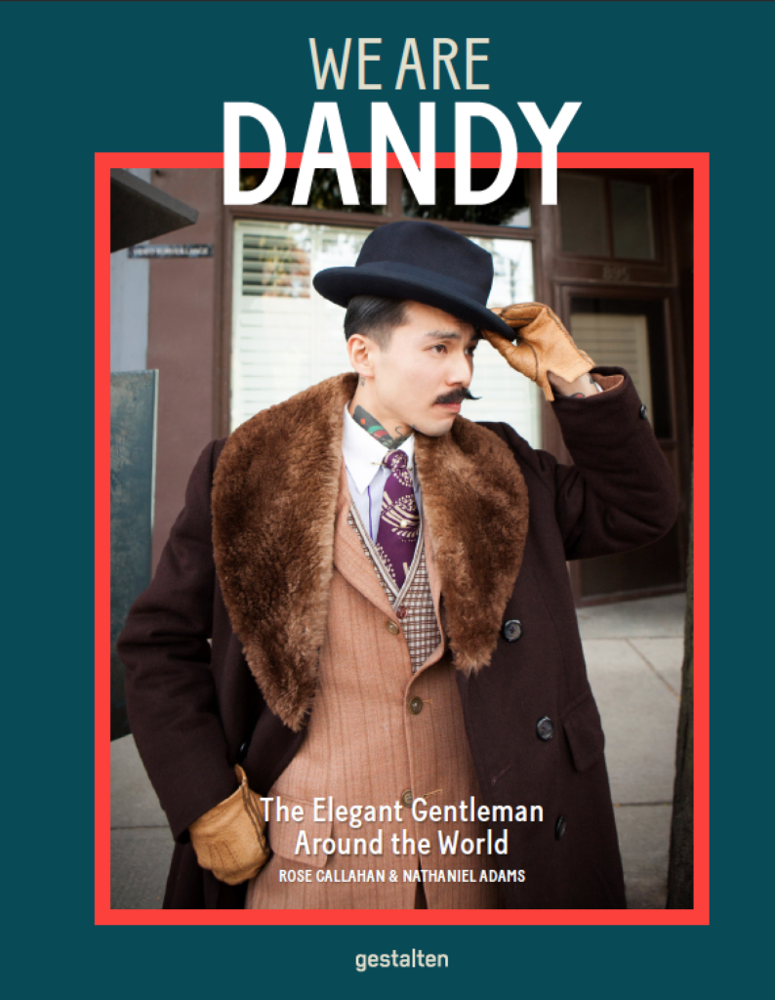 WE ARE
DANDY
The Elegant Gentleman
Around the World
ROSE CALLAHAN & NATHANIEL ADAMS
gestalten